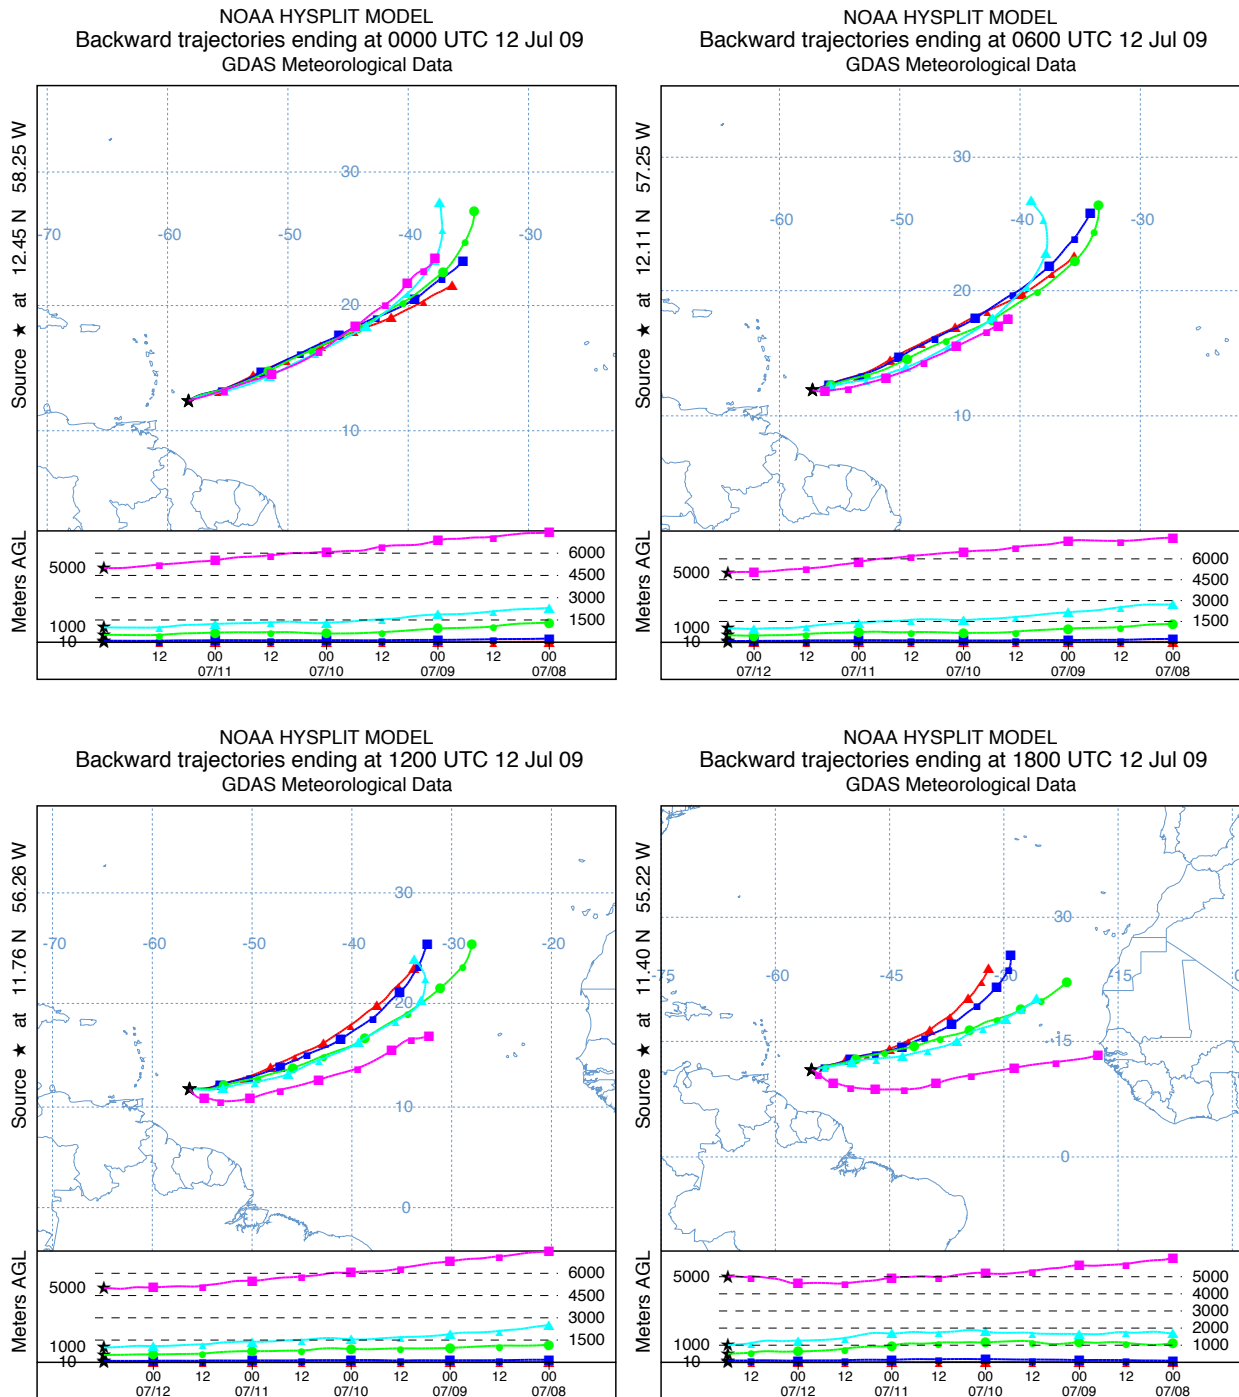 NOAA HYSPLIT MODEL
Backward trajectories ending at 0000 UTC 12 Jul 09
GDAS Meteorological Data
Source ★ at 12.45 N 58.25 W
30
-70 -60 -50 -40 -30
20
10
Meters AGL
5000 6000
4500
3000
1000 1500
10
12 00 12 00 12 00 12 00
07/11 07/10 07/09 07/08
NOAA HYSPLIT MODEL
Backward trajectories ending at 0600 UTC 12 Jul 09
GDAS Meteorological Data
Source ★ at 12.11 N 57.25 W
30
-60 -50 -40 -30
20
10
Meters AGL
5000 6000
4500
3000
1000 1500
10
00 12 00 12 00 12 00 12 00
07/12 07/11 07/10 07/09 07/08
NOAA HYSPLIT MODEL
Backward trajectories ending at 1200 UTC 12 Jul 09
GDAS Meteorological Data
Source ★ at 11.76 N 56.26 W
30
-70 -60 -50 -40 -30 -20
20
10
0
Meters AGL
5000 6000
4500
3000
1000 1500
10
00 12 00 12 00 12 00 12 00
07/12 07/11 07/10 07/09 07/08
NOAA HYSPLIT MODEL
Backward trajectories ending at 1800 UTC 12 Jul 09
GDAS Meteorological Data
Source ★ at 11.40 N 55.22 W
30
-75 -60 -45 -30 -15 0
15
0
Meters AGL
5000 5000
4000
3000
2000
1000 1000
10
12 00 12 00 12 00 12 00 12 00
07/12 07/11 07/10 07/09 07/08